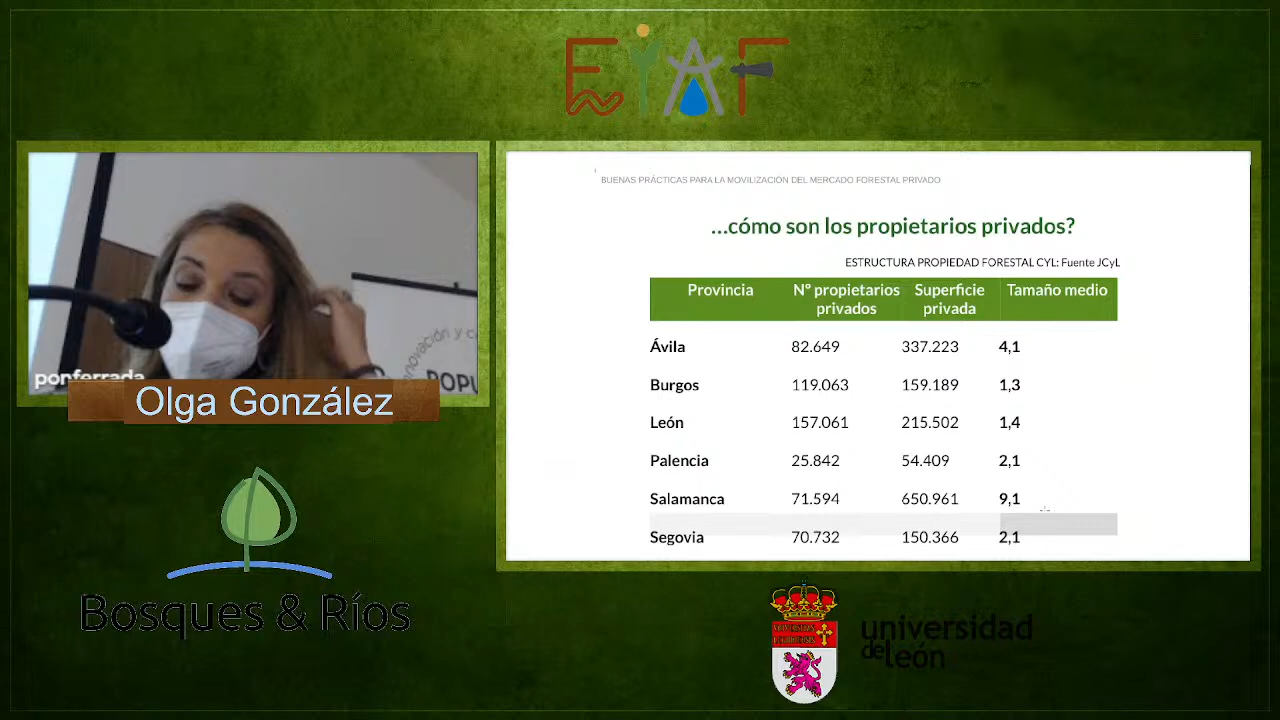 EIAF
BUENAS PRÁCTICAS PARA LA MOVILIZACIÓN DEL MERCADO FORESTAL PRIVADO
...cómo son los propietarios privados?
ESTRUCTURA PROPIEDAD FORESTAL CYL: Fuente JCyL
Provincia Nº propietarios privados Superficie privada Tamaño medio
Ávila 82.649 337.223 4,1
Burgos 119.063 159.189 1,3
León 157.061 215.502 1,4
Palencia 25.842 54.409 2,1
Salamanca 71.594 650.961 9,1
Segovia 70.732 150.366 2,1
ponferrada
Olga González
Bosques & Ríos
universidad
de león